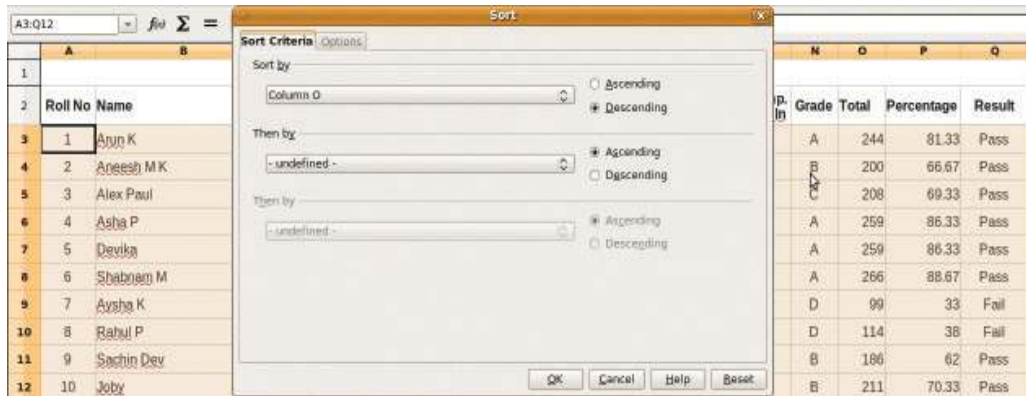 Sort
A3:Q12 f(x) Σ =
Sort Criteria Options
A B N O P Q
Sort by
1
Column O
Ascending
Descending
2 Roll No Name Grade Total Percentage Result
Then by
- undefined -
Ascending
Descending
Then by
- undefined -
Ascending
Descending
3 1 Arun K A 244 81.33 Pass
4 2 Aneesh M K B 200 66.67 Pass
5 3 Alex Paul C 208 69.33 Pass
6 4 Asha P A 259 86.33 Pass
7 5 Devika A 259 86.33 Pass
8 6 Shabnam M A 266 88.67 Pass
9 7 Aysha K D 99 33 Fail
10 8 Rahul P D 114 38 Fail
11 9 Sachin Dev B 186 62 Pass
12 10 Joby B 211 70.33 Pass
OK Cancel Help Reset